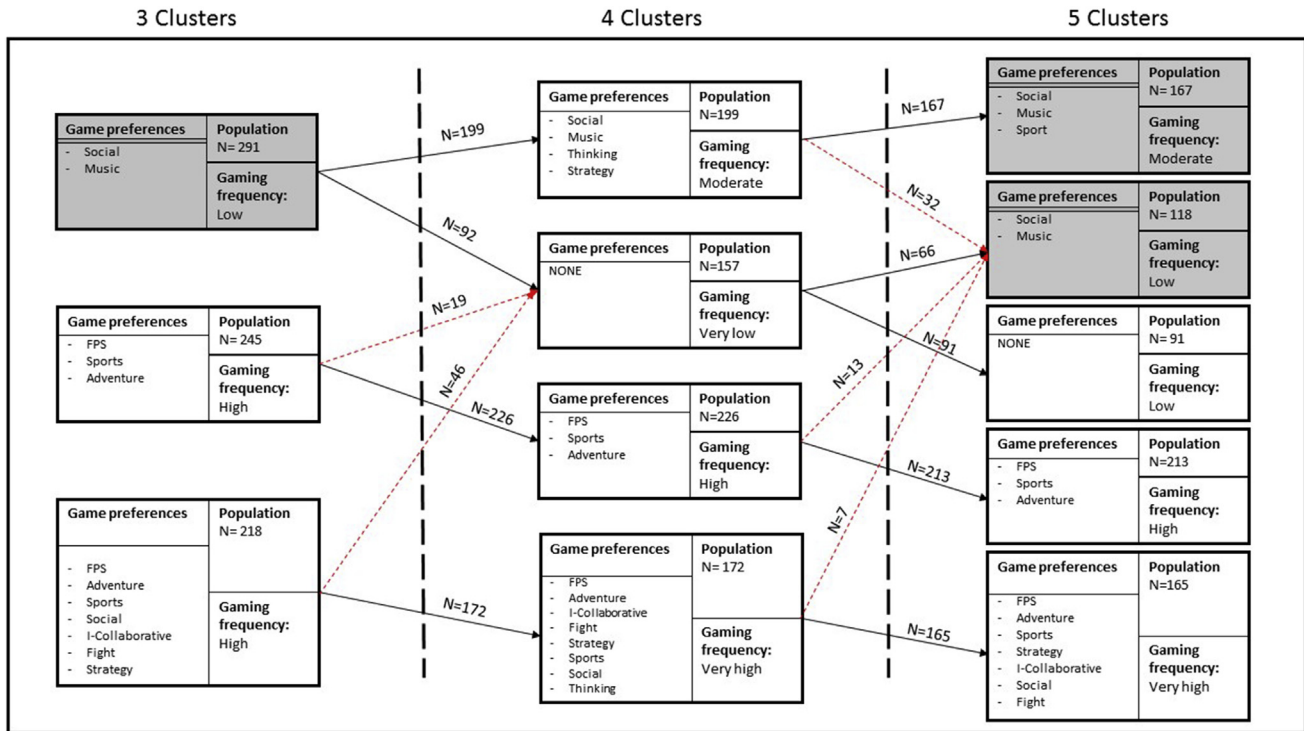 3 Clusters
4 Clusters
5 Clusters
Game preferences
- Social
- Music
Population
N= 291
Gaming
frequency:
Low
Game preferences
- FPS
- Sports
- Adventure
Population
N= 245
Gaming
frequency:
High
Game preferences
- FPS
- Adventure
- Sports
- Social
- I-Collaborative
- Fight
- Strategy
Population
N= 218
Gaming
frequency:
High
N=199
N=92
N=19
N=46
N=226
N=172
Game preferences
- Social
- Music
- Thinking
- Strategy
Population
N=199
Gaming
frequency:
Moderate
Game preferences
NONE
Population
N=157
Gaming
frequency:
Very low
Game preferences
- FPS
- Sports
- Adventure
Population
N=226
Gaming
frequency:
High
Game preferences
- FPS
- Adventure
- I-Collaborative
- Fight
- Strategy
- Sports
- Social
- Thinking
Population
N= 172
Gaming
frequency:
Very high
N=167
N=32
N=66
N=91
N=13
N=213
N=7
N=165
Game preferences
- Social
- Music
- Sport
Population
N= 167
Gaming
frequency:
Moderate
Game preferences
- Social
- Music
Population
N= 118
Gaming
frequency:
Low
Game preferences
NONE
Population
N= 91
Gaming
frequency:
Low
Game preferences
- FPS
- Sports
- Adventure
Population
N=213
Gaming
frequency:
High
Game preferences
- FPS
- Adventure
- Sports
- Strategy
- I-Collaborative
- Social
- Fight
Population
N=165
Gaming
frequency:
Very high